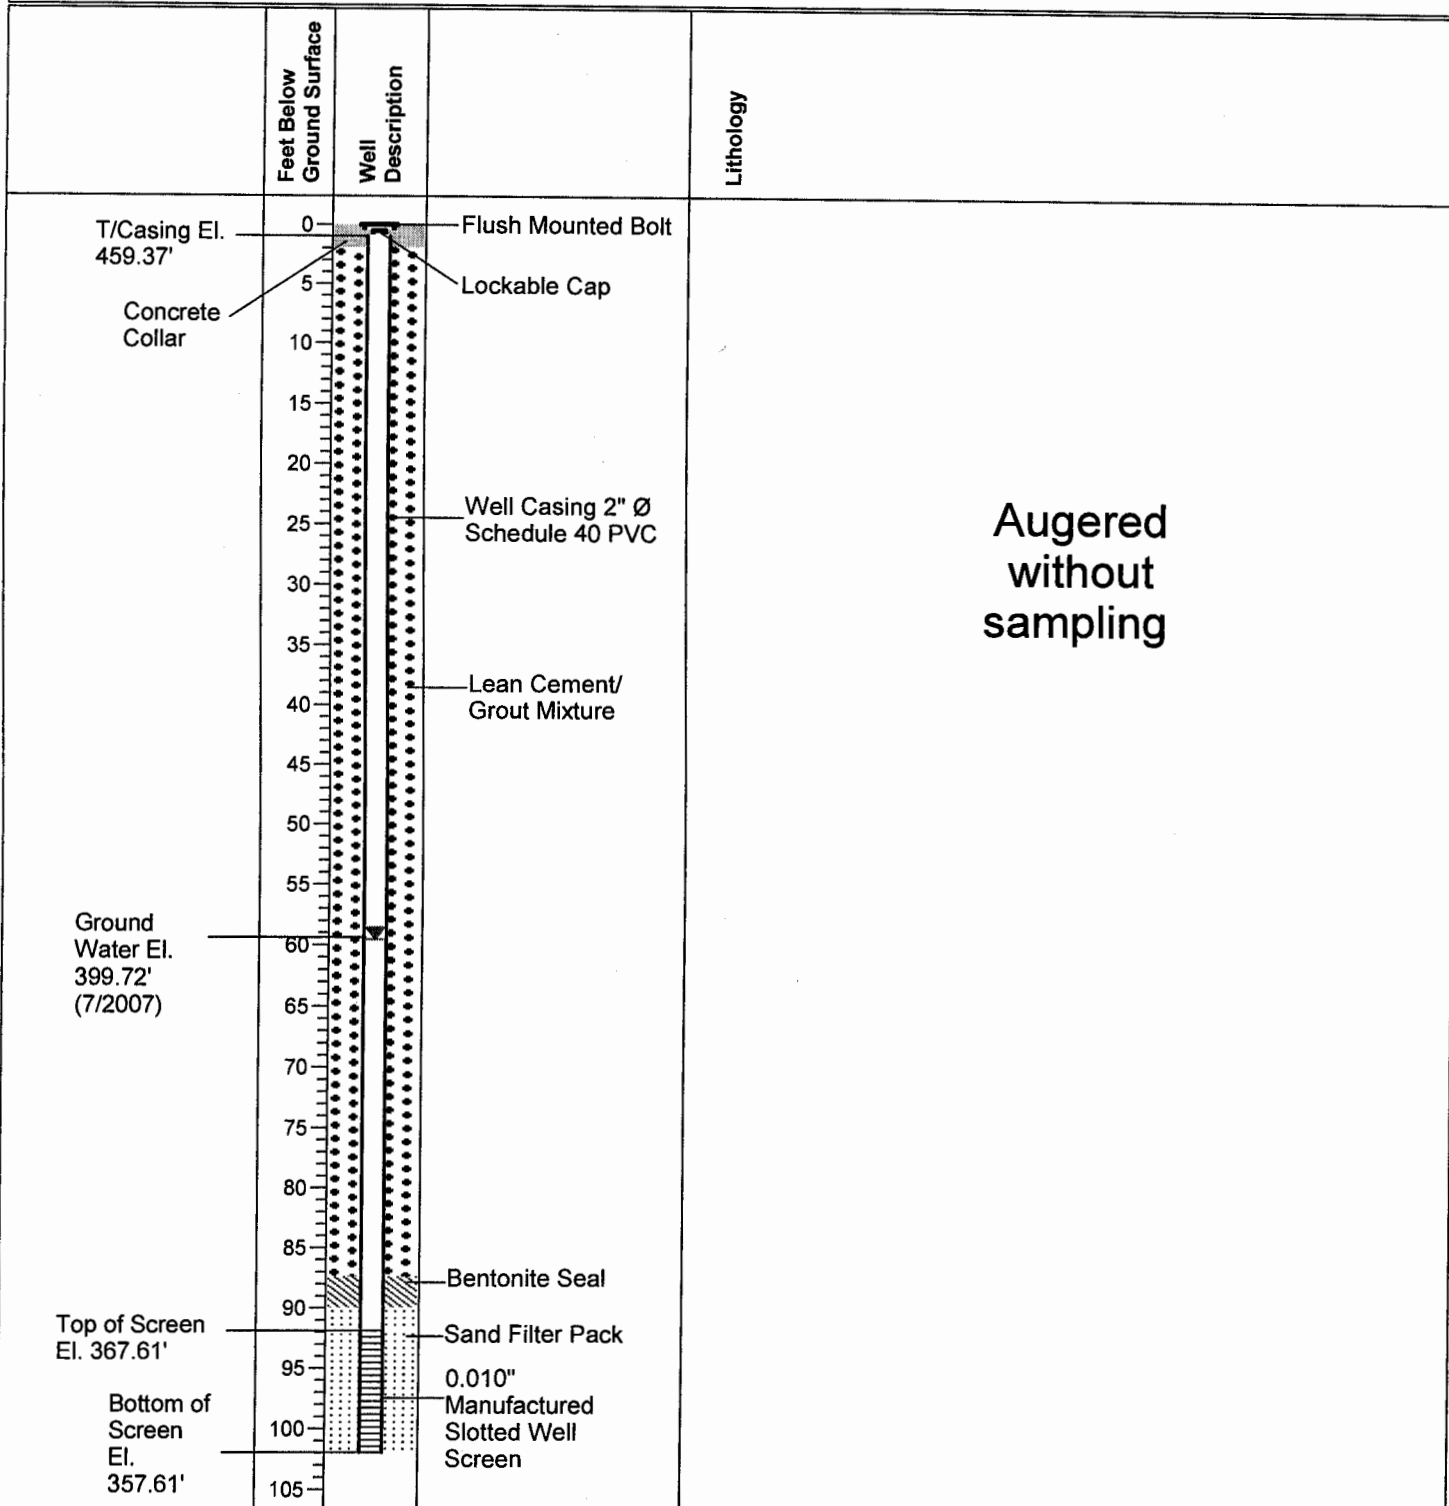 Feet Below
Ground Surface
Well
Description
Lithology
T/Casing El.
459.37'
Concrete
Collar
0
5
10
15
20
25
30
35
40
45
50
55
60
65
70
75
80
85
90
95
100
105
Flush Mounted Bolt
Lockable Cap
Well Casing 2" Ø
Schedule 40 PVC
Lean Cement/
Grout Mixture
Augered
without
sampling
Ground
Water El.
399.72'
(7/2007)
Bentonite Seal
Top of Screen
El. 367.61'
Sand Filter Pack
0.010"
Manufactured
Slotted Well
Screen
Bottom of
Screen
El.
357.61'